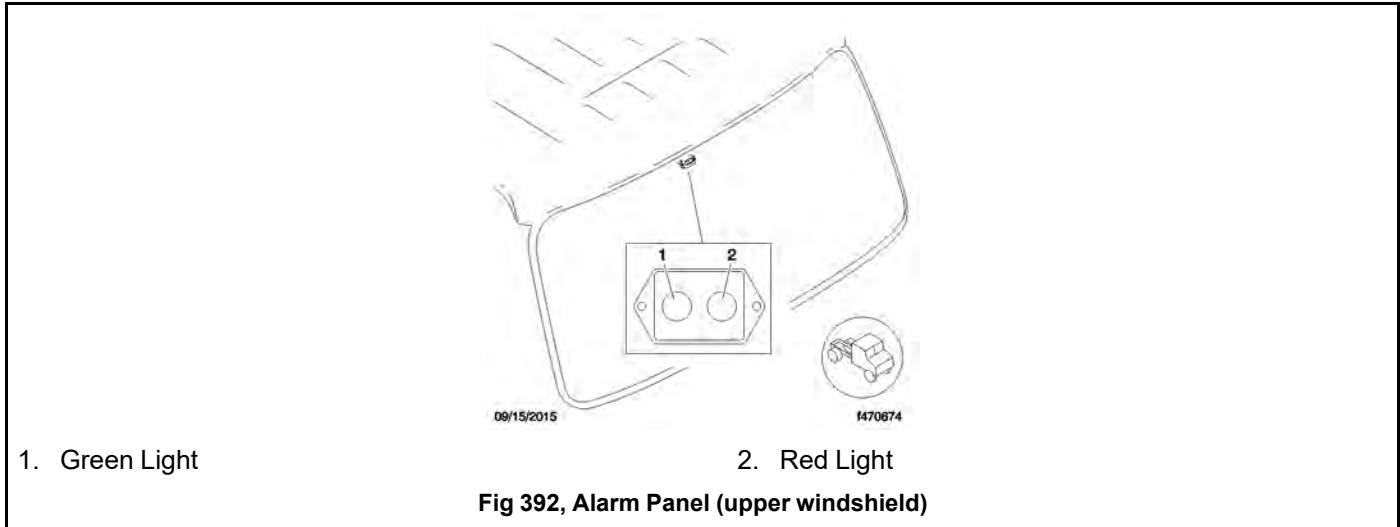 1 2
09/15/2015 f470674
1. Green Light 2. Red Light
Fig 392, Alarm Panel (upper windshield)